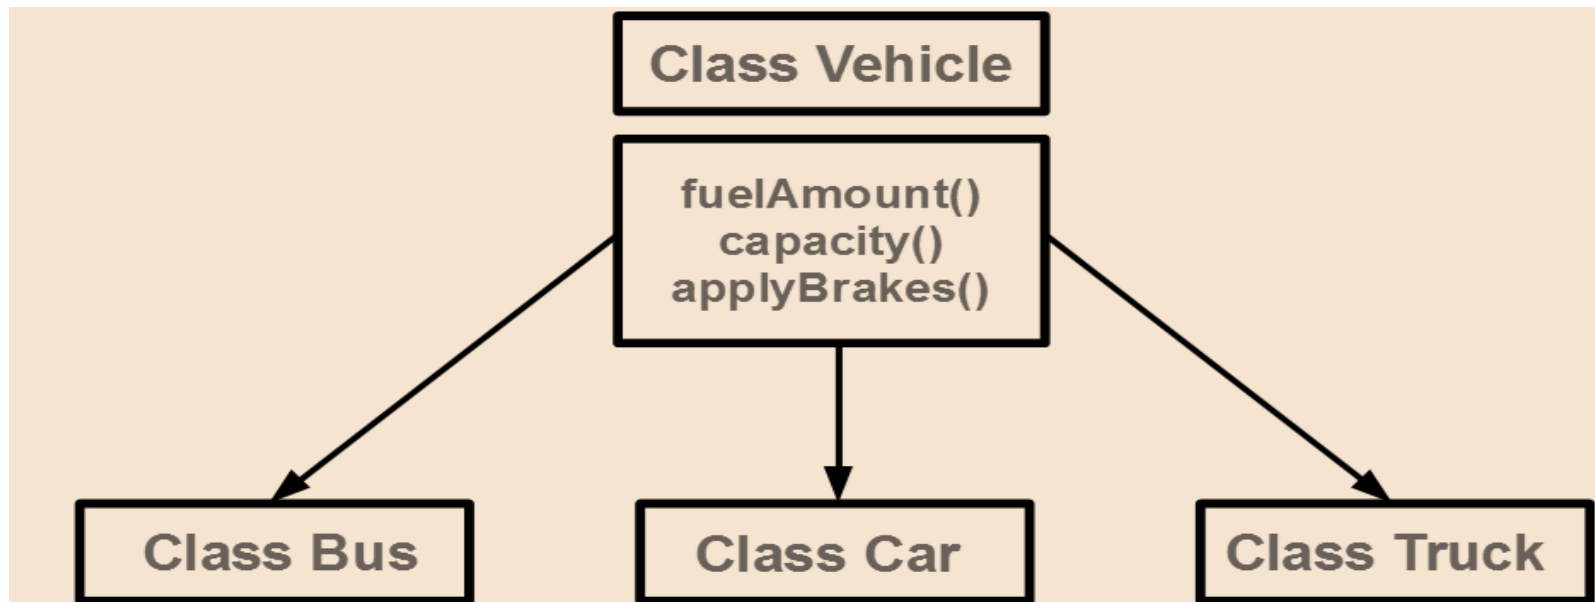 Class Vehicle
fuelAmount()
capacity()
applyBrakes()
Class Bus
Class Car
Class Truck